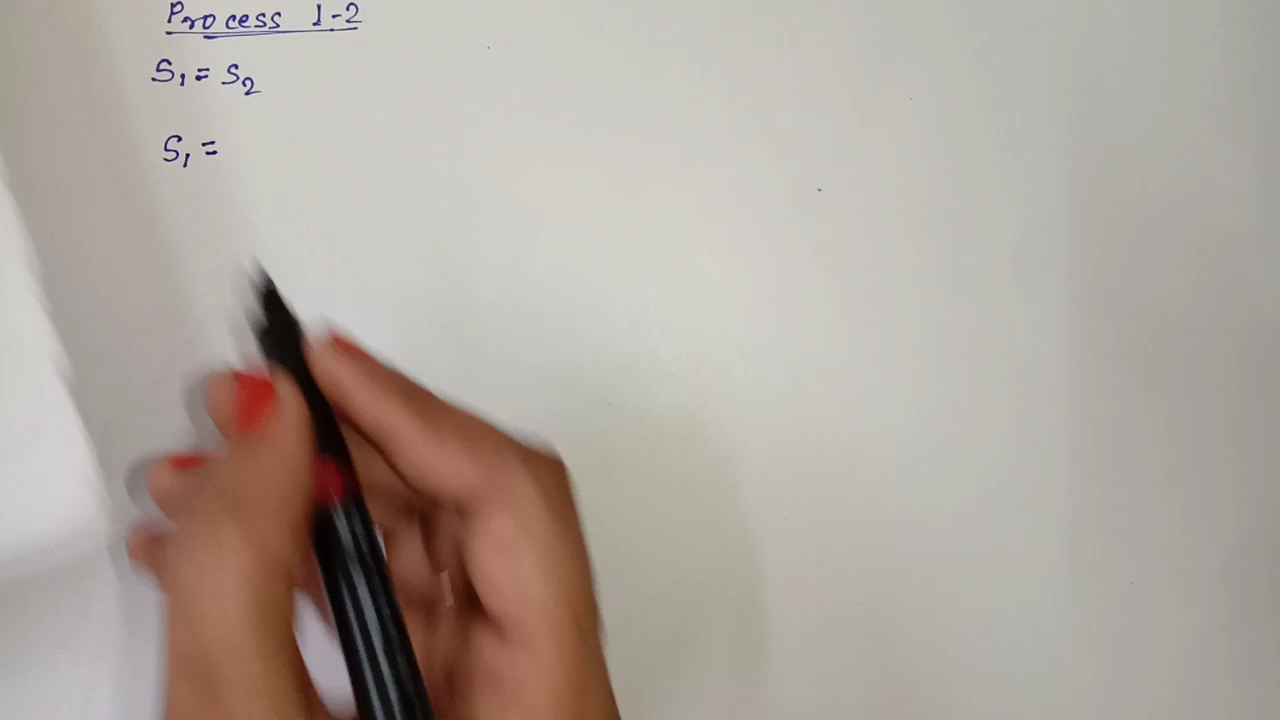 Process 1-2
S₁ = S₂
S₁ =